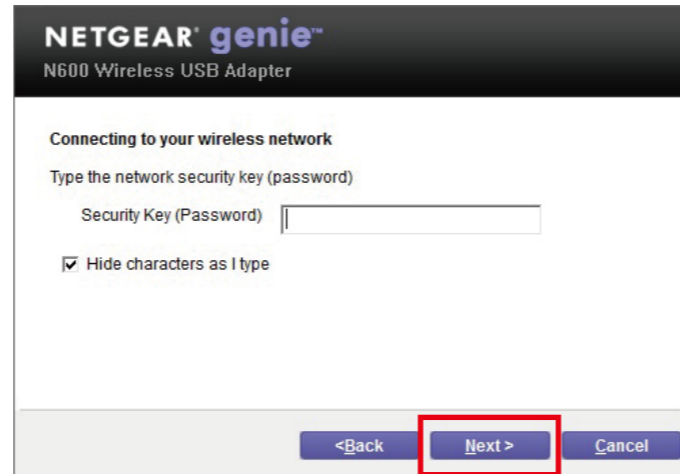 NETGEAR® genie™
N600 Wireless USB Adapter
Connecting to your wireless network
Type the network security key (password)
Security Key (Password)
Hide characters as I type
<Back Next > Cancel